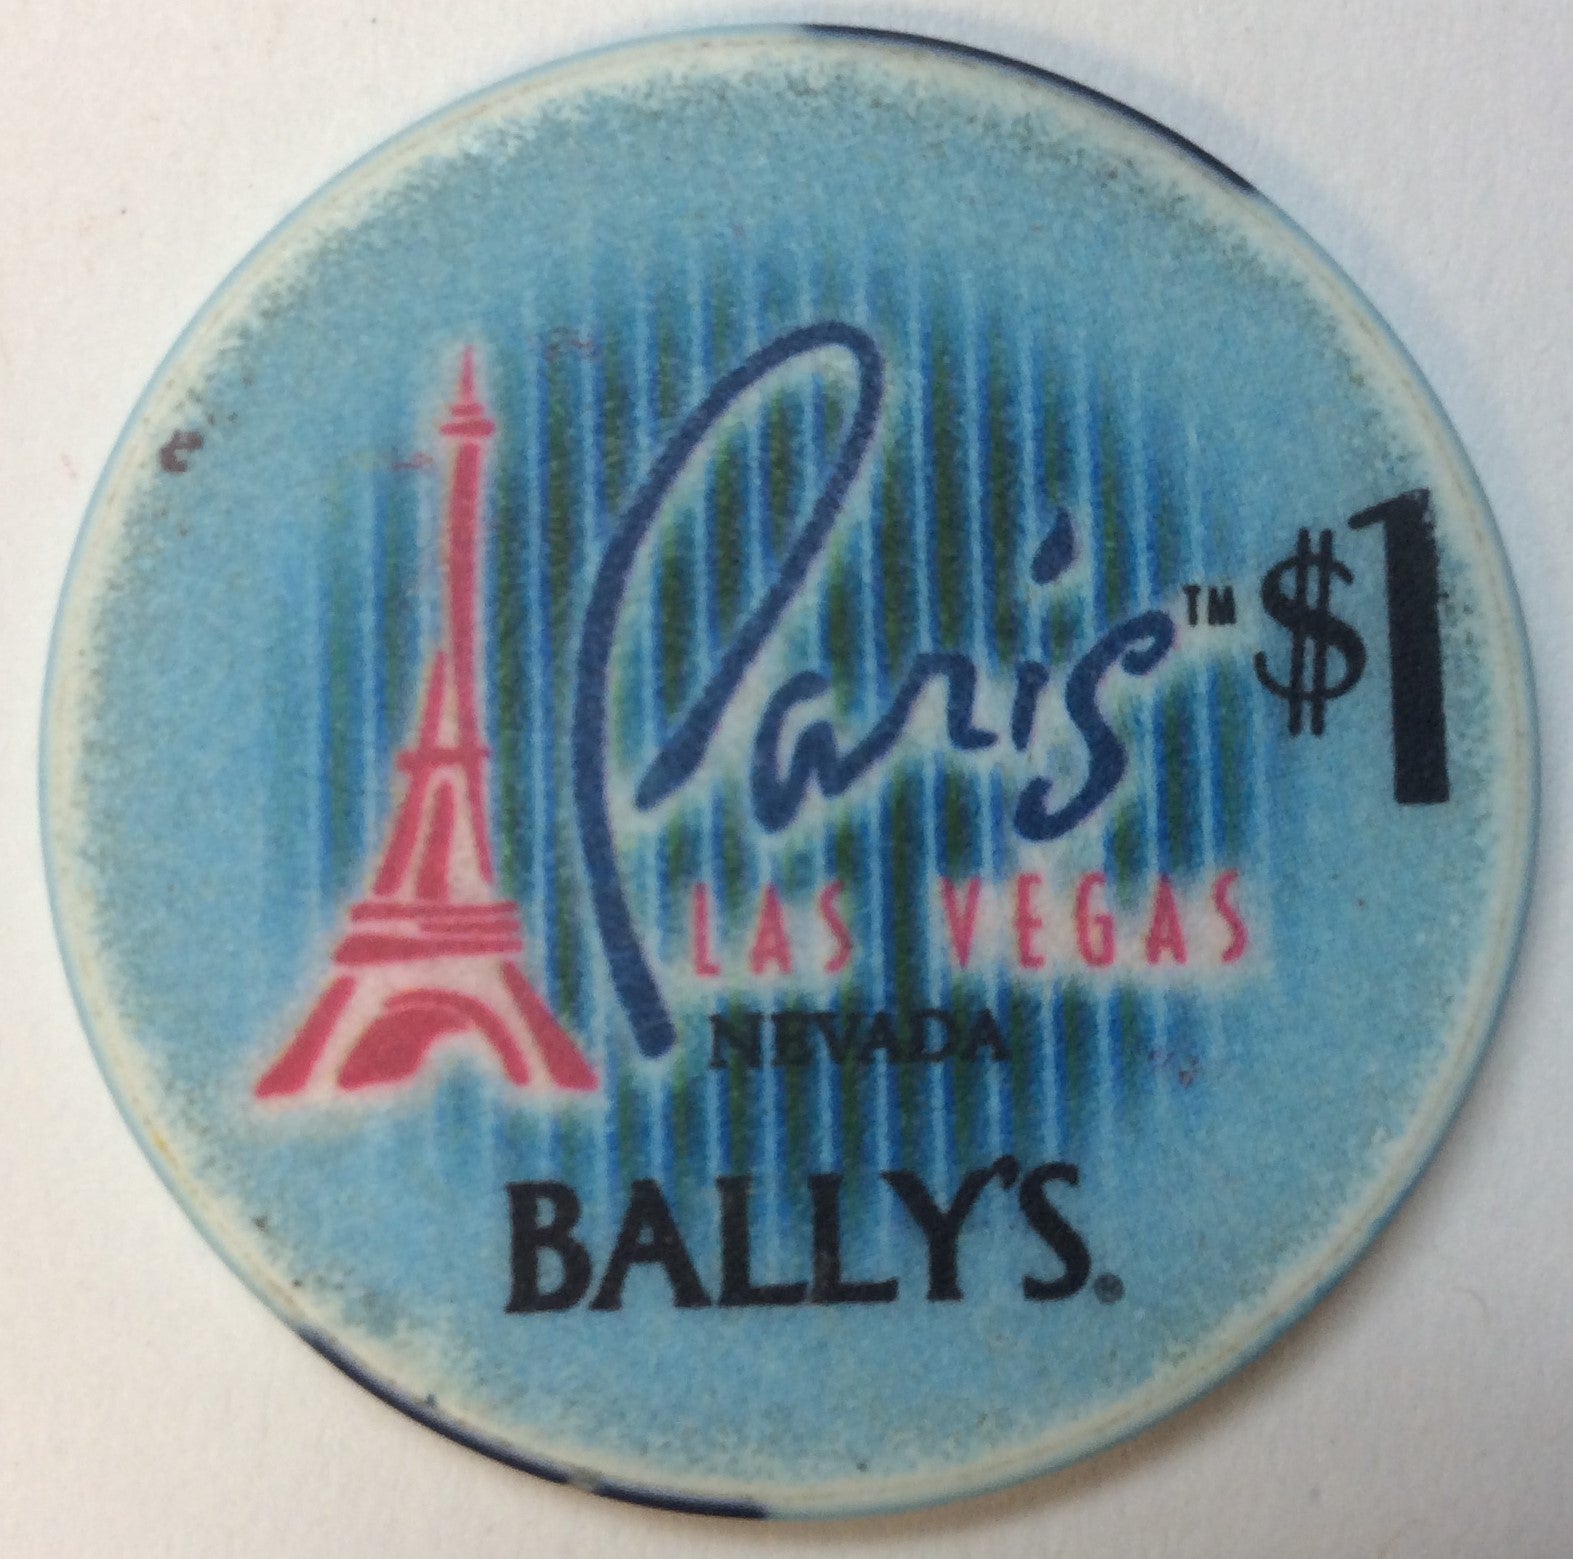 Paris™ $1
LAS VEGAS
NEVADA
BALLY'S®